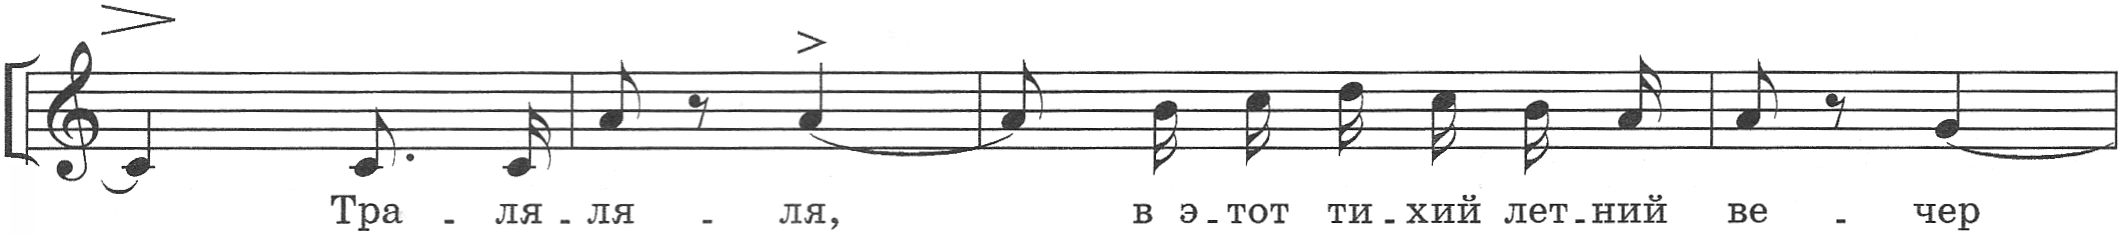 Тра - ля - ля - ля, в э - тот ти - хий лет - ний ве - чер